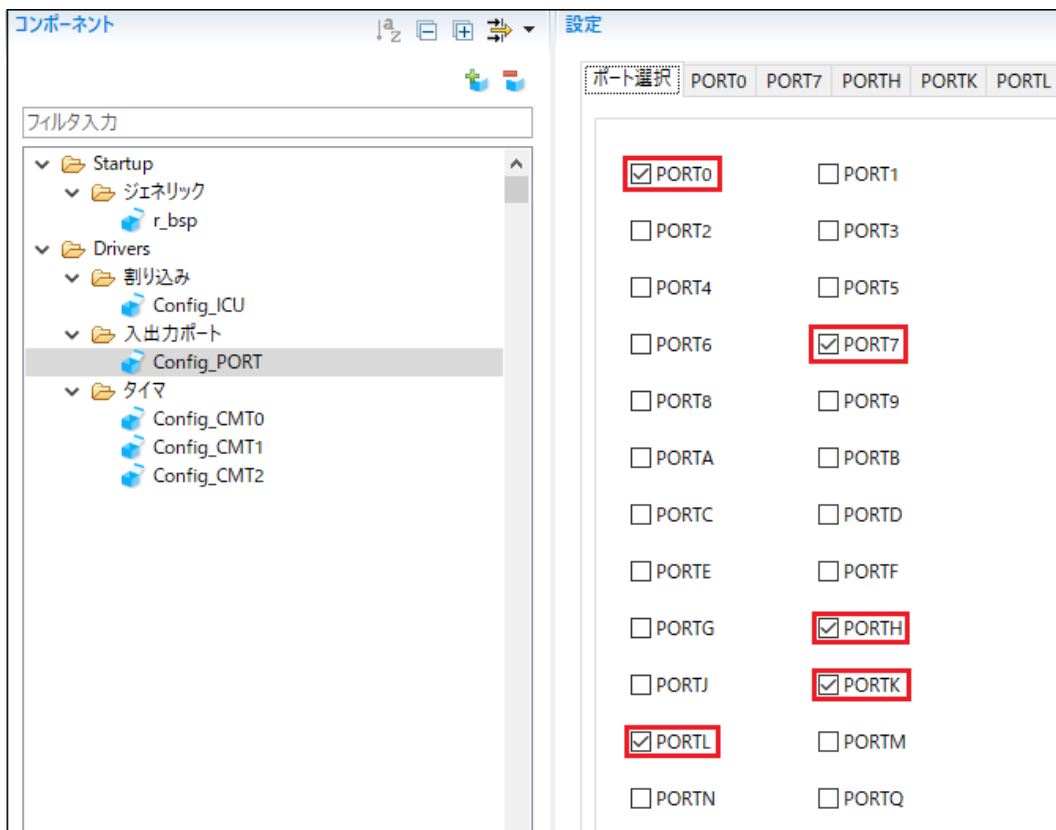 コンポーネント
フィルタ入力
Startup
ジェネリック
r_bsp
Drivers
割り込み
Config_ICU
入出力ポート
Config_PORT
タイマ
Config_CMT0
Config_CMT1
Config_CMT2
設定
ポート選択 PORT0 PORT7 PORTH PORTK PORTL
PORT0 PORT1
PORT2 PORT3
PORT4 PORT5
PORT6 PORT7
PORT8 PORT9
PORTA PORTB
PORTC PORTD
PORTE PORTF
PORTG PORTH
PORTJ PORTK
PORTL PORTM
PORTN PORTQ